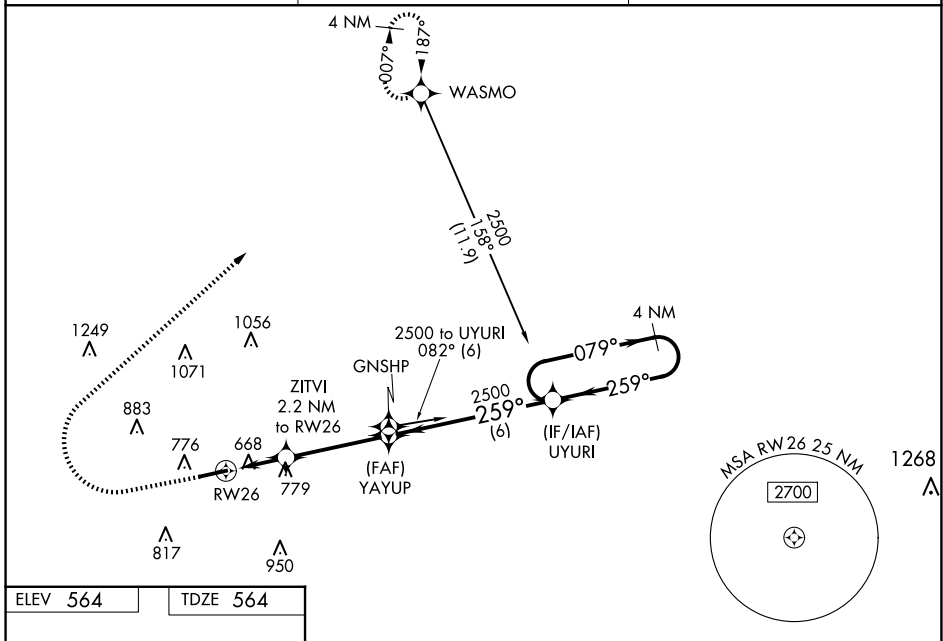 4 NM
007°
187°
WASMO
2500
158°
(11.9)
1249
1071
1056
2500 to UYURI
082° (6)
4 NM
079°
259°
GNSHP
2500
259°
(6)
ZITVI
2.2 NM
to RW26
883
776
668
779
RW26
(FAF)
YAYUP
(IF/IAF)
UYURI
817
950
MSA RW26 25 NM
2700
1268
ELEV 564
TDZE 564